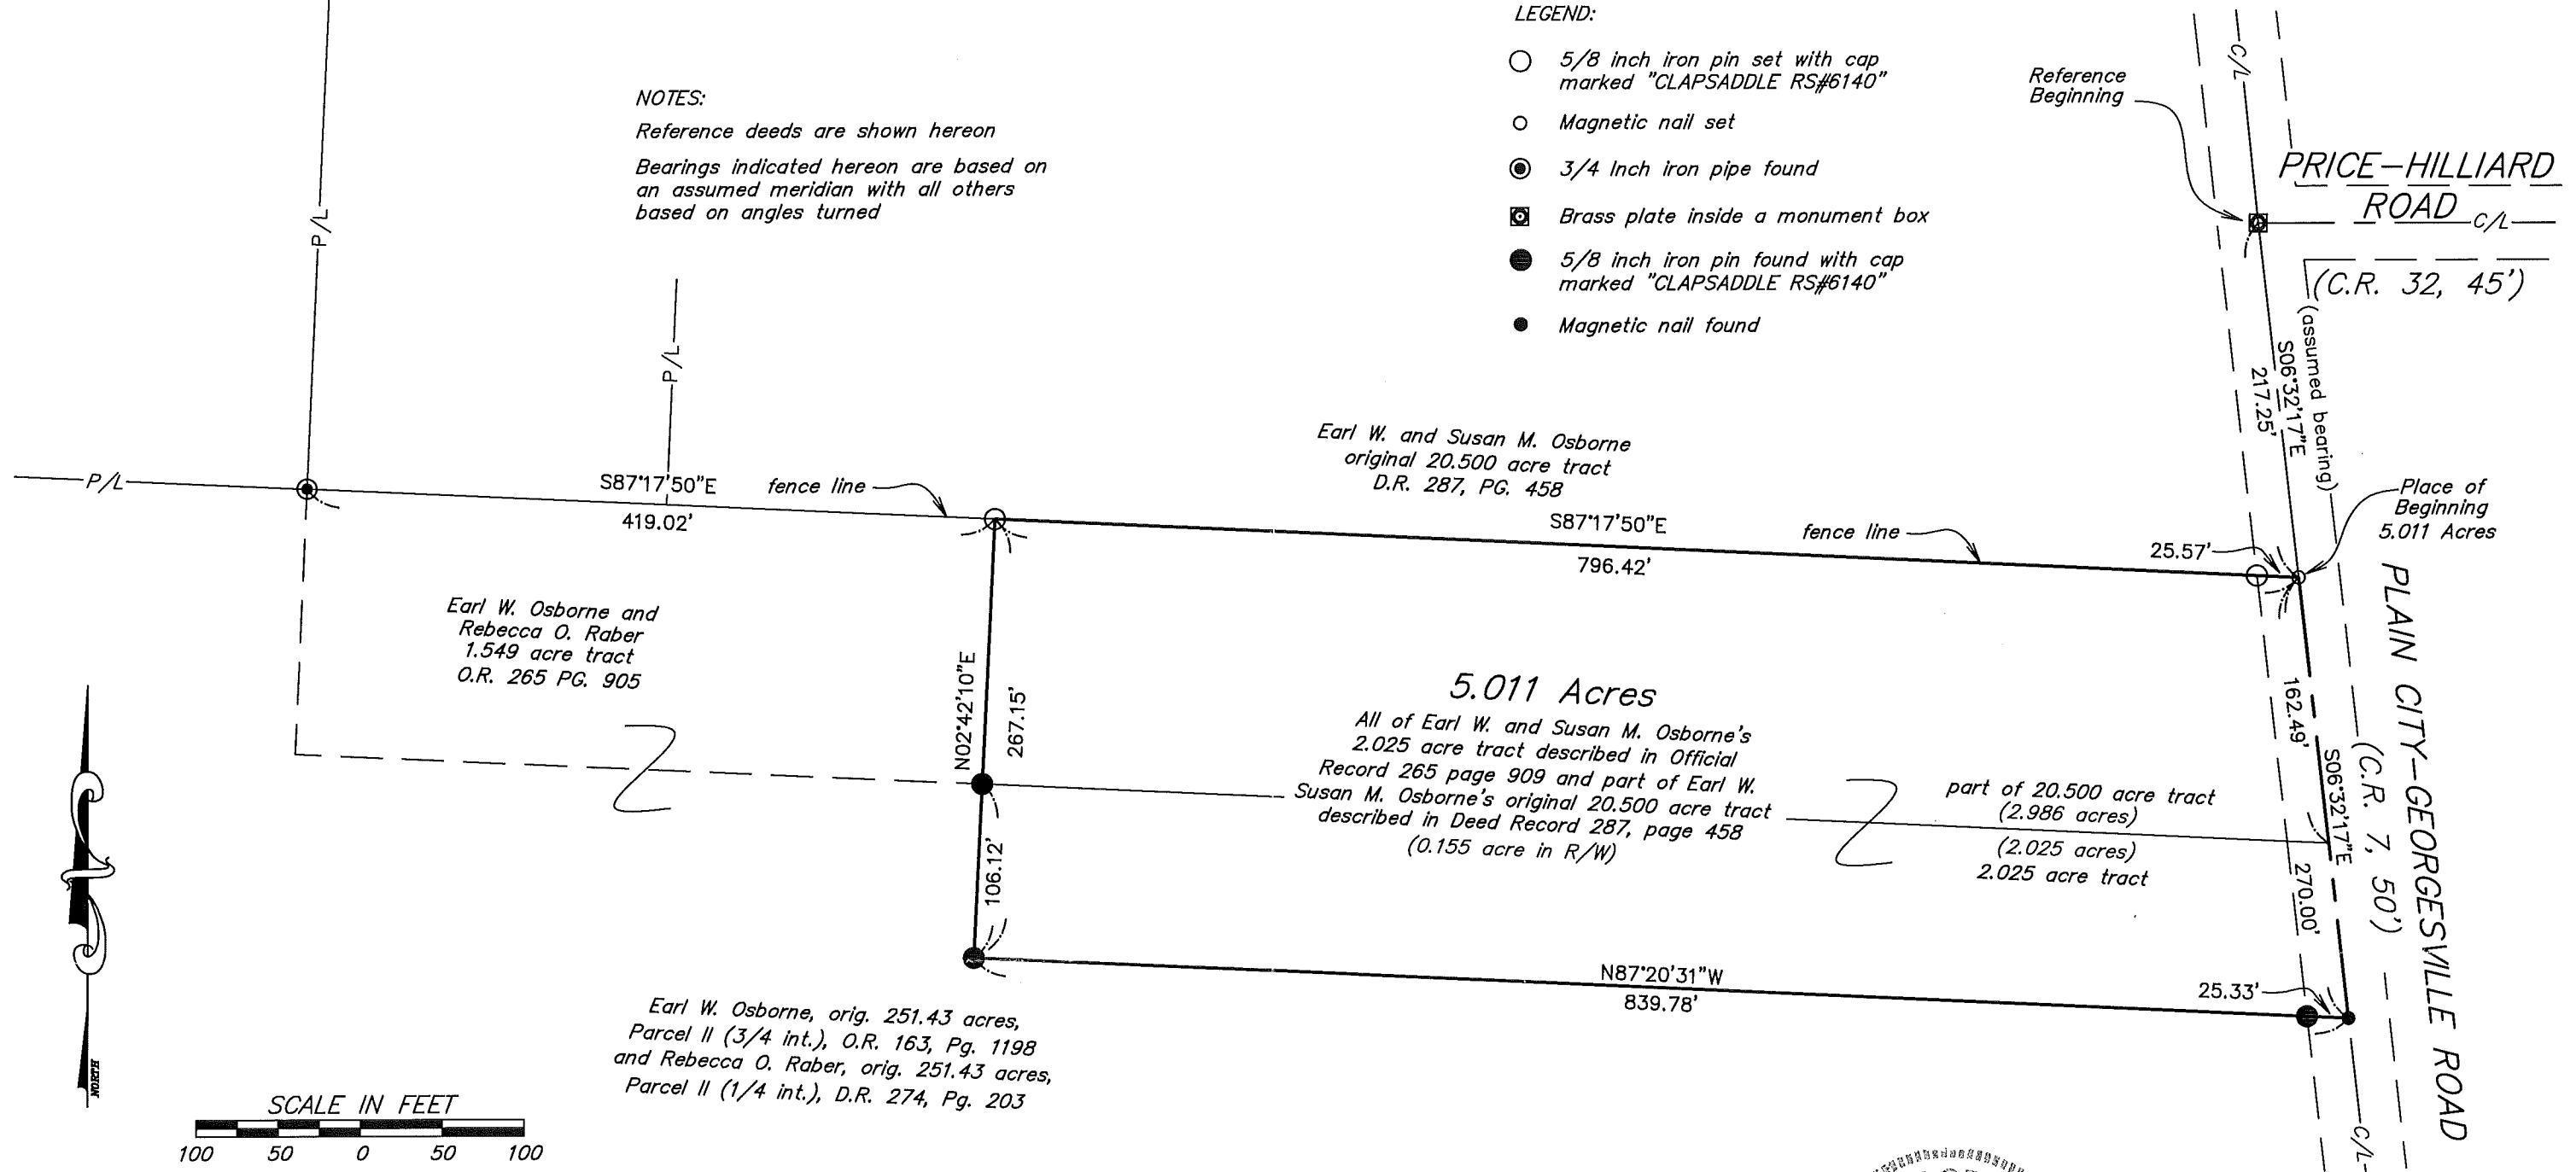 LEGEND:
5/8 inch iron pin set with cap
marked "CLAPSADDLE RS#6140"
Magnetic nail set
3/4 Inch iron pipe found
Brass plate inside a monument box
5/8 inch iron pin found with cap
marked "CLAPSADDLE RS#6140"
Magnetic nail found
NOTES:
Reference deeds are shown hereon
Bearings indicated hereon are based on
an assumed meridian with all others
based on angles turned
Reference
Beginning
C/L
PRICE-HILLIARD
ROAD
C/L
(C.R. 32, 45')
P/L
P/L
P/L
(assumed bearing)
S06°32'17"E
217.25'
Earl W. and Susan M. Osborne
original 20.500 acre tract
D.R. 287, PG. 458
S87°17'50"E
419.02'
fence line
S87°17'50"E
796.42'
fence line
25.57'
Place of
Beginning
5.011 Acres
Earl W. Osborne and
Rebecca O. Raber
1.549 acre tract
O.R. 265 PG. 905
N02°42'10"E
267.15'
106.12'
5.011 Acres
All of Earl W. and Susan M. Osborne's
2.025 acre tract described in Official
Record 265 page 909 and part of Earl W.
Susan M. Osborne's original 20.500 acre tract
described in Deed Record 287, page 458
(0.155 acre in R/W)
part of 20.500 acre tract
(2.986 acres)
(2.025 acres)
2.025 acre tract
162.49'
S06°32'17"E
270.00'
PLAIN CITY-GEORGESVILLE ROAD
(C.R. 7, 50')
N87°20'31"W
839.78'
25.33'
C/L
Earl W. Osborne, orig. 251.43 acres,
Parcel II (3/4 int.), O.R. 163, Pg. 1198
and Rebecca O. Raber, orig. 251.43 acres,
Parcel II (1/4 int.), D.R. 274, Pg. 203
NORTH
SCALE IN FEET
100 50 0 50 100